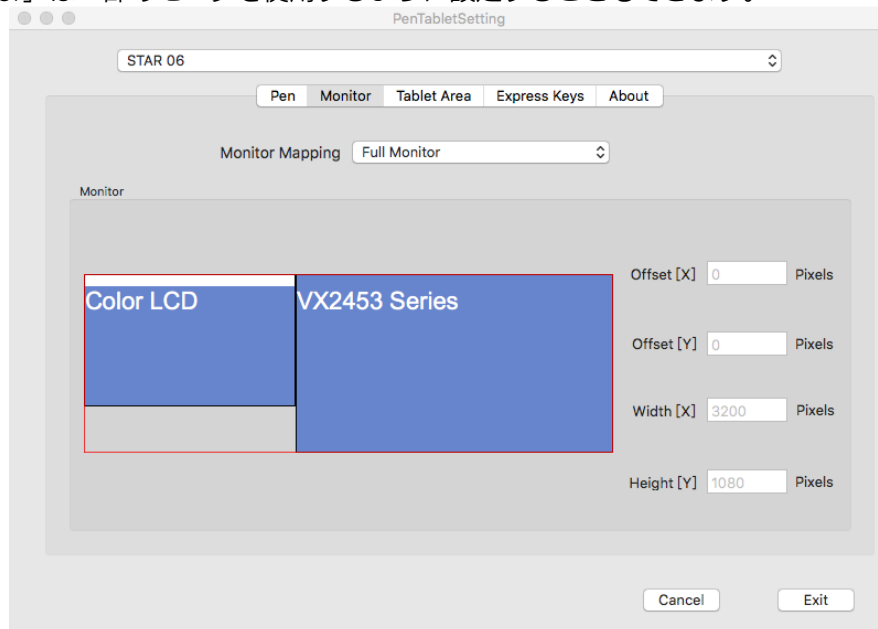 PenTabletSetting
STAR 06
Pen Monitor Tablet Area Express Keys About
Monitor Mapping Full Monitor
Monitor
Color LCD VX2453 Series
Offset [X] 0 Pixels
Offset [Y] 0 Pixels
Width [X] 3200 Pixels
Height [Y] 1080 Pixels
Cancel Exit